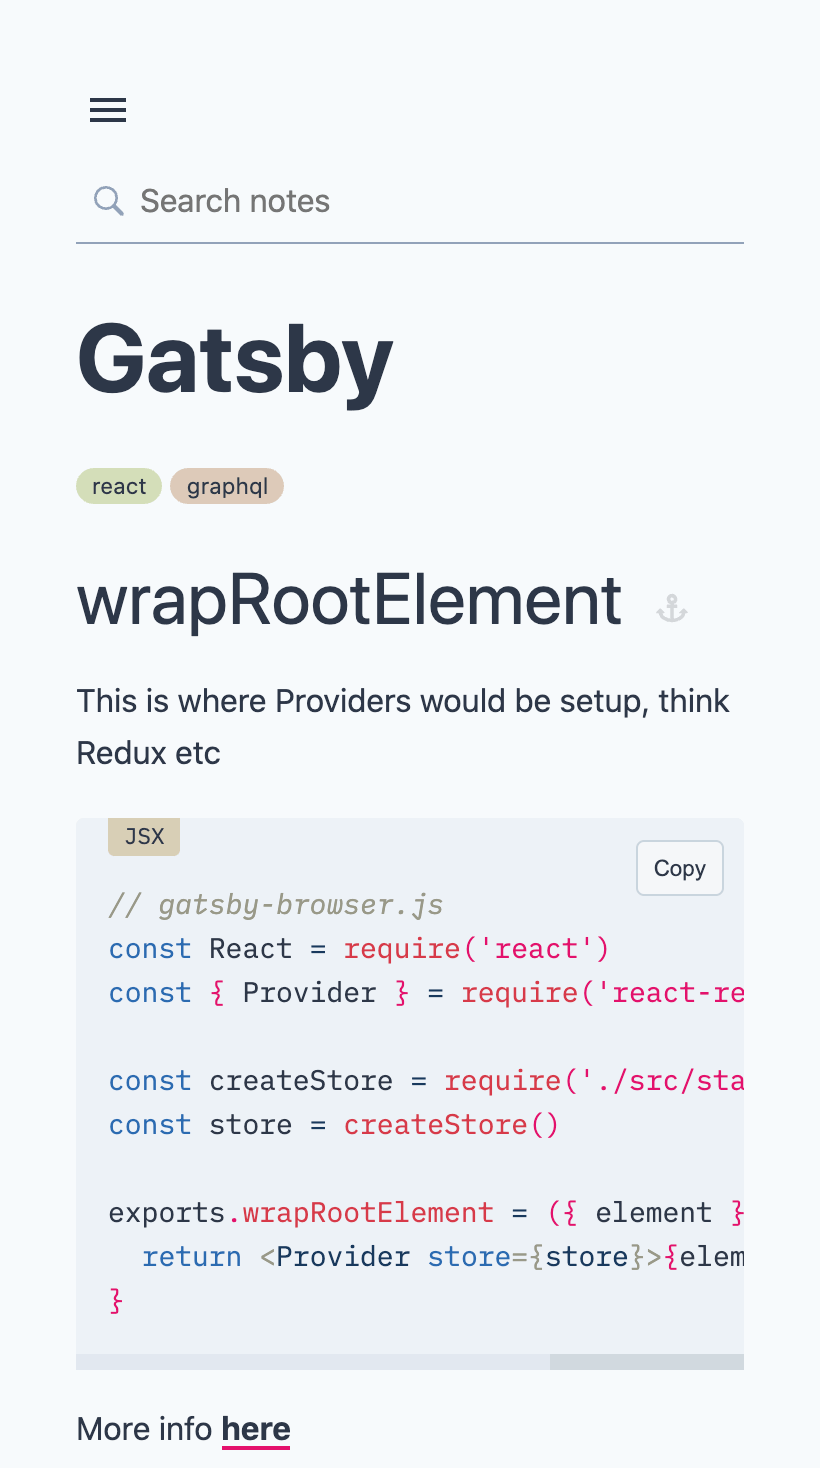 Search notes
Gatsby
react graphql
wrapRootElement
This is where Providers would be setup, think
Redux etc
JSX
Copy
// gatsby-browser.js
const React = require('react')
const { Provider } = require('react-re
const createStore = require('./src/sta
const store = createStore()
exports.wrapRootElement = ({ element }
  return <Provider store={store}>{elem
}
More info here